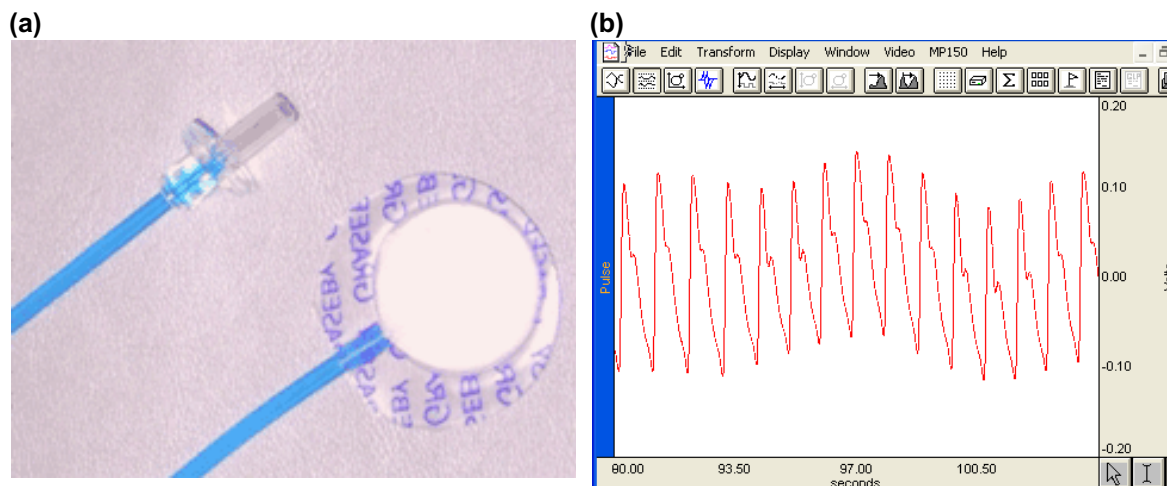 (a)
(b)
File Edit Transform Display Window Video MP150 Help
0.20
0.10
0.00
-0.10
-0.20
Pulse
90.00 93.50 97.00 100.50
seconds
GRASEBY